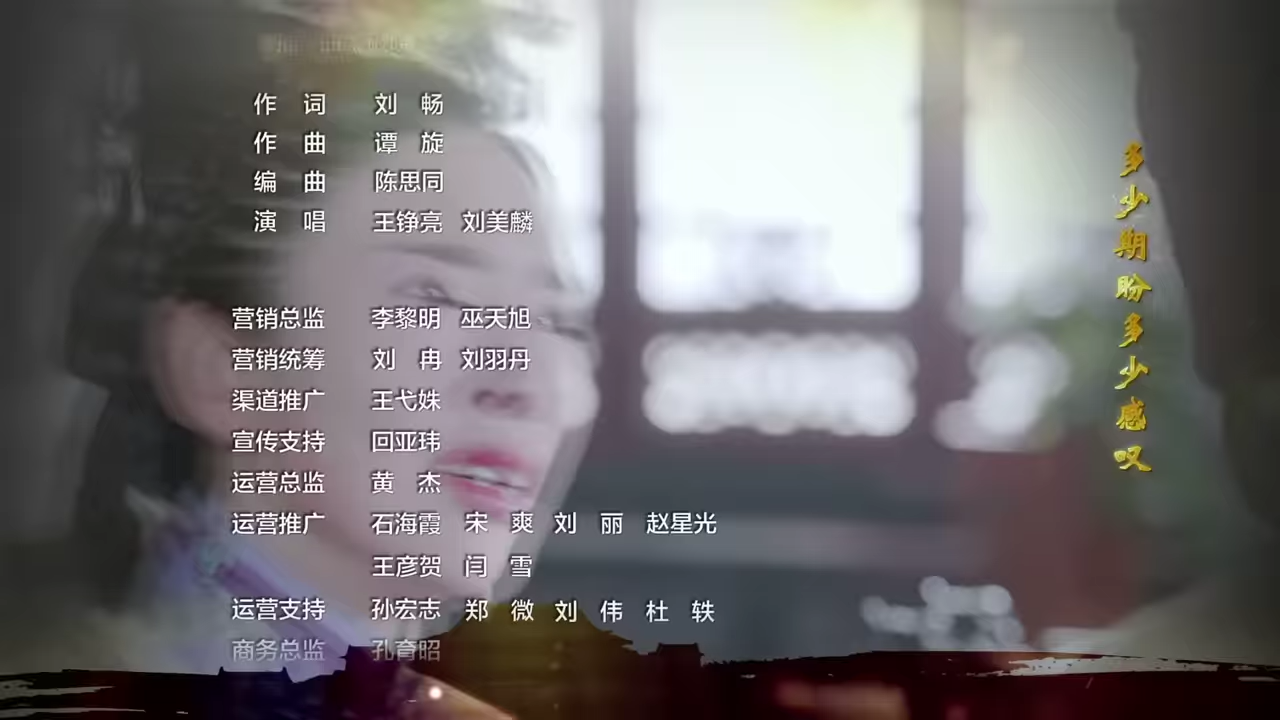 作 词 刘 畅
作 曲 谭 旋
编 曲 陈思同
演 唱 王铮亮 刘美麟
营销总监 李黎明 巫天旭
营销统筹 刘 冉 刘羽丹
渠道推广 王弋姝
宣传支持 回亚玮
运营总监 黄 杰
运营推广 石海霞 宋 爽 刘 丽 赵星光
王彦贺 闫 雪
运营支持 孙宏志 郑 微 刘 伟 杜 轶
商务总监 孔育昭
多少期盼多少感叹